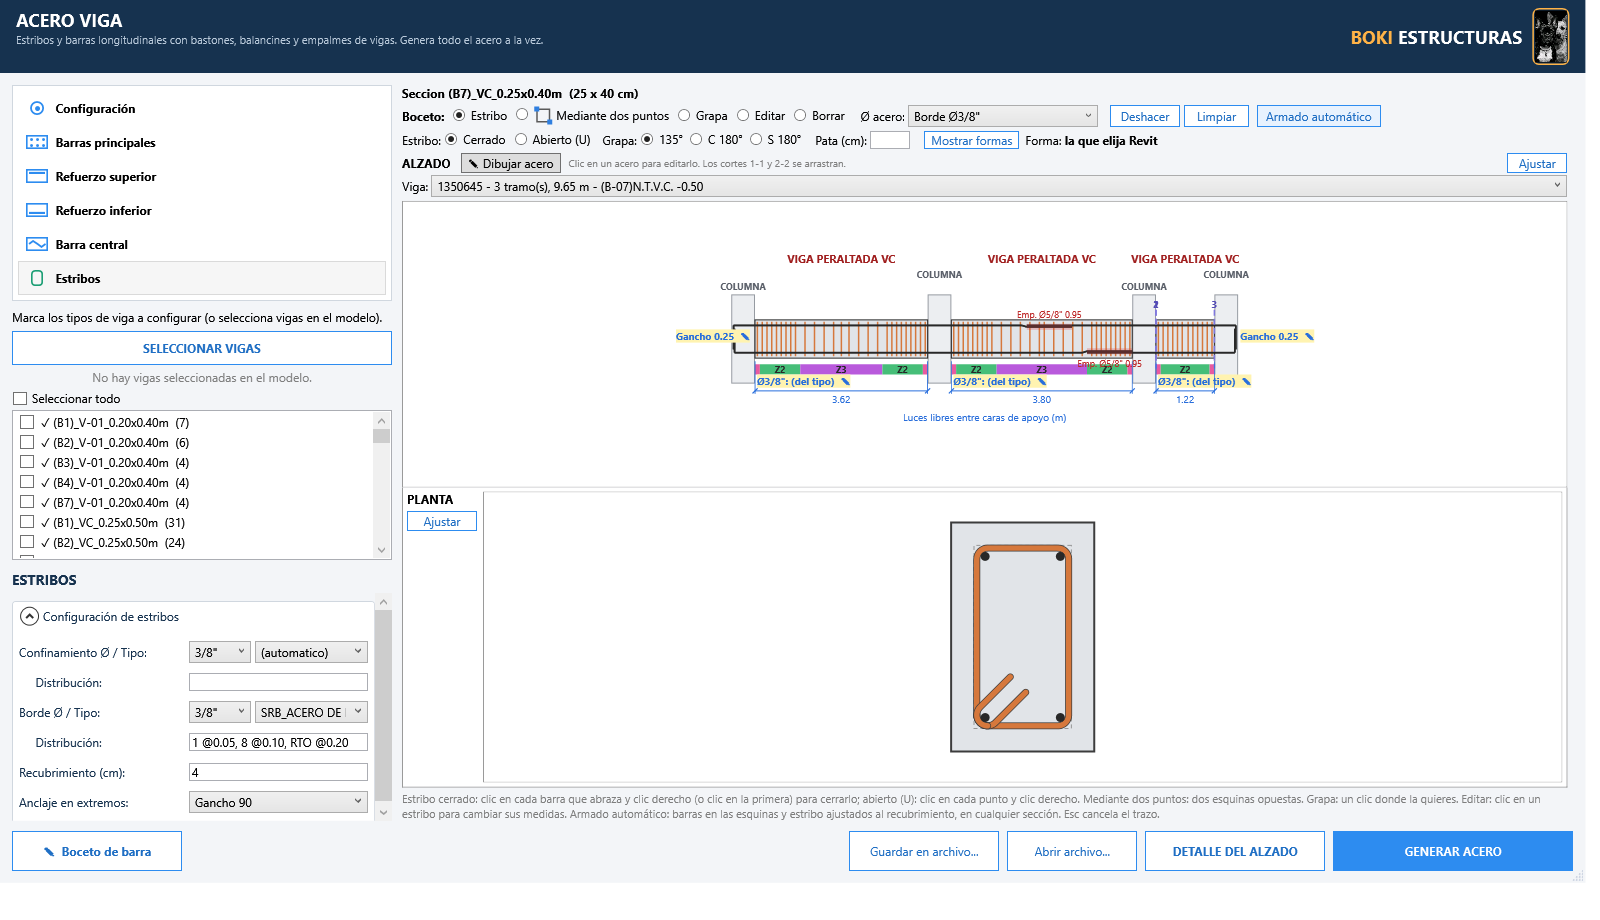 ACERO VIGA
Estribos y barras longitudinales con bastones, balancines y empalmes de vigas. Genera todo el acero a la vez.
BOKI ESTRUCTURAS
Configuración
Barras principales
Refuerzo superior
Refuerzo inferior
Barra central
Estribos
Marca los tipos de viga a configurar (o selecciona vigas en el modelo).
SELECCIONAR VIGAS
No hay vigas seleccionadas en el modelo.
Seleccionar todo
✓ (B1)_V-01_0.20x0.40m (7)
✓ (B2)_V-01_0.20x0.40m (6)
✓ (B3)_V-01_0.20x0.40m (4)
✓ (B4)_V-01_0.20x0.40m (4)
✓ (B7)_V-01_0.20x0.40m (4)
✓ (B1)_VC_0.25x0.50m (31)
✓ (B2)_VC_0.25x0.50m (24)
ESTRIBOS
Configuración de estribos
Confinamiento Ø / Tipo: 3/8" (automatico)
Distribución:
Borde Ø / Tipo: 3/8" SRB_ACERO DE
Distribución: 1 @0.05, 8 @0.10, RTO @0.20
Recubrimiento (cm): 4
Anclaje en extremos: Gancho 90
Boceto de barra
Seccion (B7)_VC_0.25x0.40m (25 x 40 cm)
Boceto: Estribo Mediante dos puntos Grapa Editar Borrar Ø acero: Borde Ø3/8" Deshacer Limpiar Armado automático
Estribo: Cerrado Abierto (U) Grapa: 135° C 180° S 180° Pata (cm): Mostrar formas Forma: la que elija Revit
ALZADO Dibujar acero Clic en un acero para editarlo. Los cortes 1-1 y 2-2 se arrastran. Ajustar
Viga: 1350645 - 3 tramo(s), 9.65 m - (B-07)N.T.V.C. -0.50
VIGA PERALTADA VC VIGA PERALTADA VC VIGA PERALTADA VC
COLUMNA COLUMNA
COLUMNA COLUMNA
3
Emp. Ø5/8" 0.95
Gancho 0.25 Gancho 0.25
Emp. Ø5/8" 0.95
Z2 Z3 Z2 Z2 Z3 Z2 Z2
Ø3/8": (del tipo) Ø3/8": (del tipo) Ø3/8": (del tipo)
3.62 3.80 1.22
Luces libres entre caras de apoyo (m)
PLANTA
Ajustar
Estribo cerrado: clic en cada barra que abraza y clic derecho (o clic en la primera) para cerrarlo; abierto (U): clic en cada punto y clic derecho. Mediante dos puntos: dos esquinas opuestas. Grapa: un clic donde la quieres. Editar: clic en un
estribo para cambiar sus medidas. Armado automático: barras en las esquinas y estribo ajustados al recubrimiento, en cualquier sección. Esc cancela el trazo.
Guardar en archivo... Abrir archivo... DETALLE DEL ALZADO GENERAR ACERO